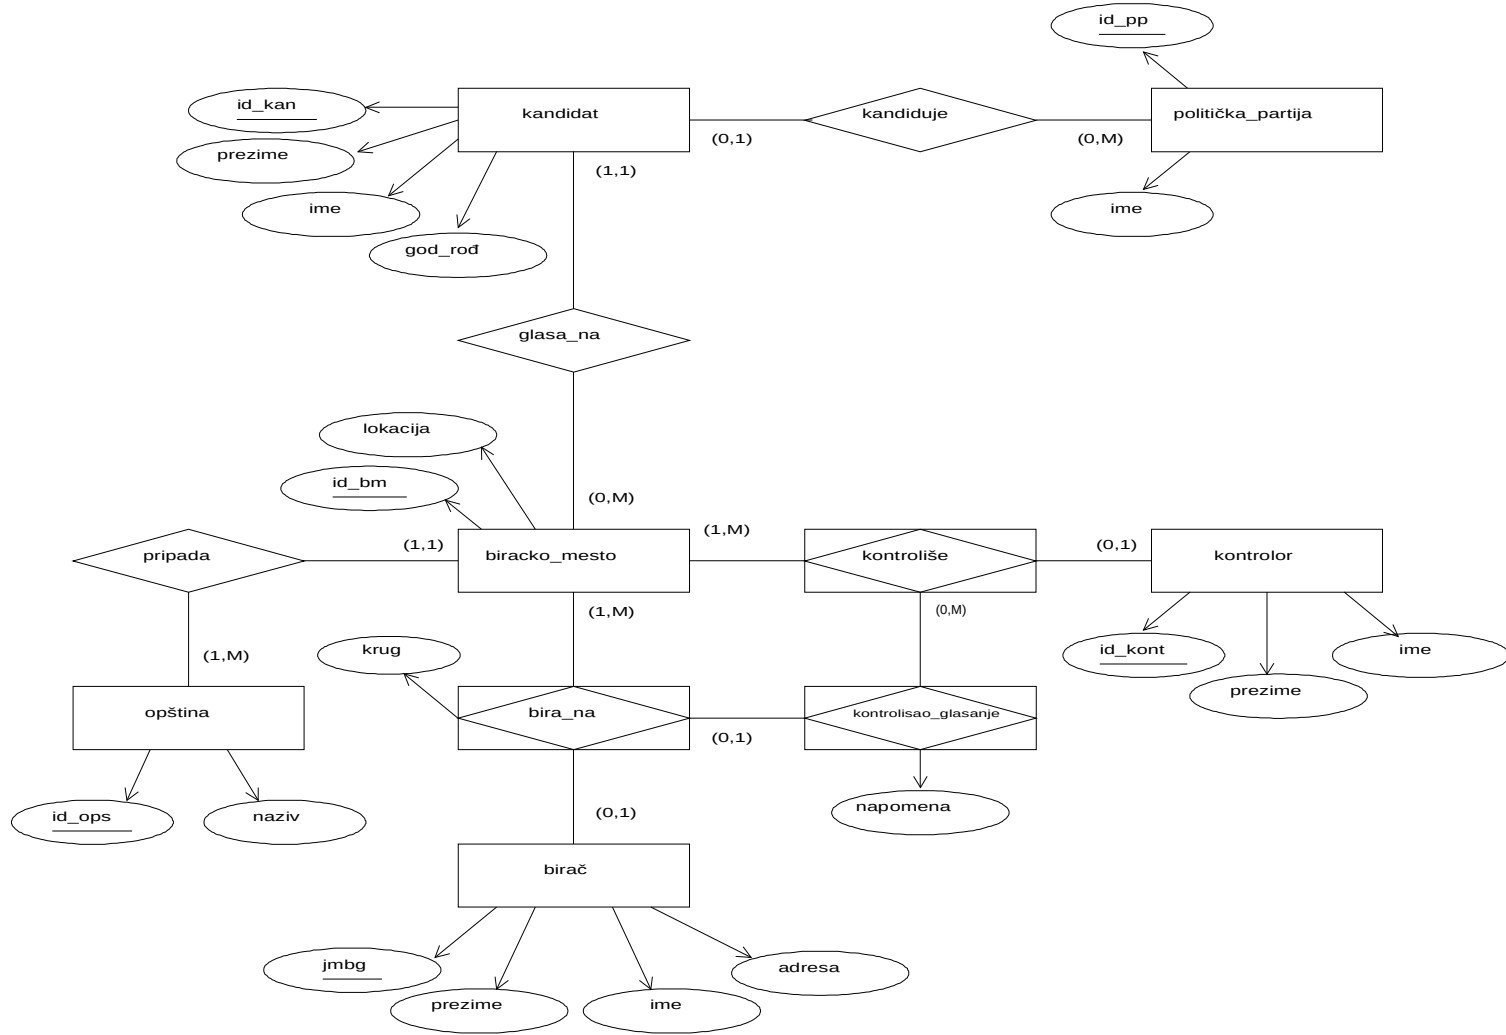 id_pp
id_kan
kandidat
kandiduje
politička_partija
(0,1)
(0,M)
prezime
(1,1)
ime
ime
god_rođ
glasa_na
lokacija
id_bm
(0,M)
(1,M)
pripada
(1,1)
biracko_mesto
kontroliše
(0,1)
kontrolor
(1,M)
(0,M)
krug
(1,M)
id_kont
ime
prezime
opština
bira_na
kontrolisao_glasanje
(0,1)
id_ops
naziv
(0,1)
napomena
birač
jmbg
adresa
prezime
ime